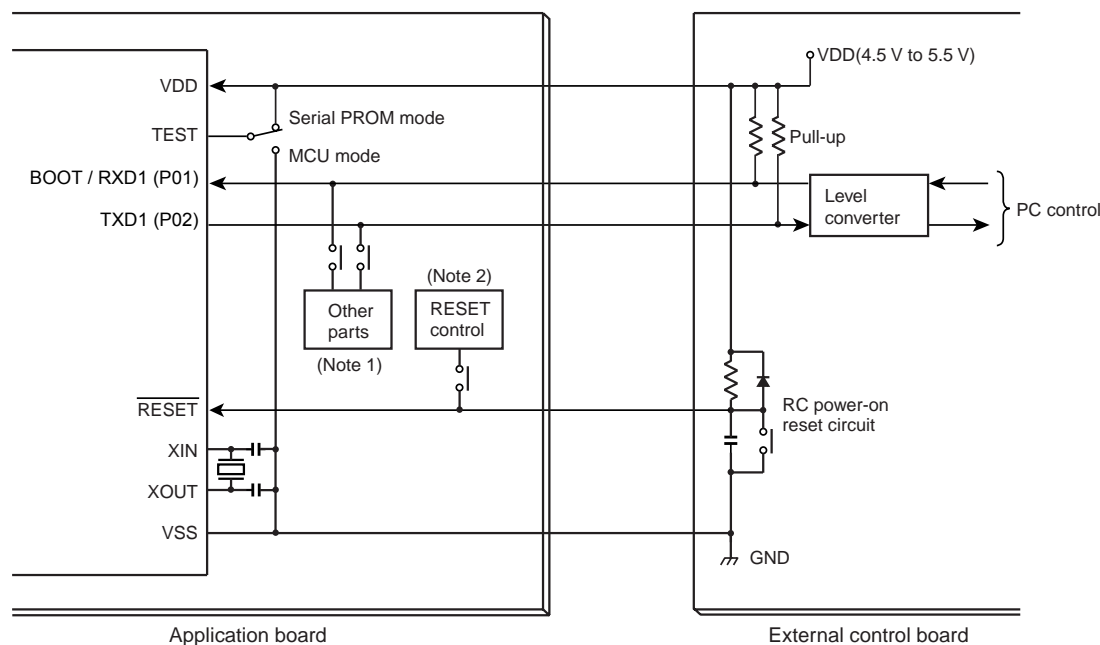 VDD(4.5 V to 5.5 V)
VDD
Serial PROM mode
TEST
Pull-up
MCU mode
BOOT / RXD1 (P01)
Level
converter
PC control
TXD1 (P02)
(Note 2)
Other
parts
RESET
control
(Note 1)
RESET
RC power-on
reset circuit
XIN
XOUT
VSS
GND
Application board
External control board